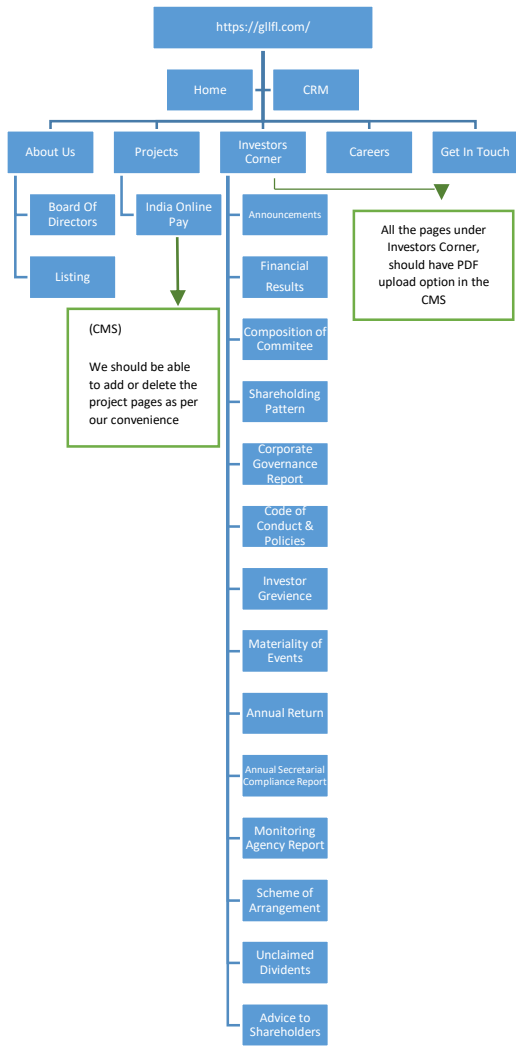 https://gllfl.com/
Home
CRM
About Us
Projects
Investors
Corner
Careers
Get In Touch
Board Of
Directors
Listing
India Online
Pay
(CMS)
We should be able
to add or delete the
project pages as per
our convenience
Announcements
Financial
Results
Composition of
Commitee
Shareholding
Pattern
Corporate
Governance
Report
Code of
Conduct &
Policies
Investor
Grevience
Materiality of
Events
Annual Return
Annual Secretarial
Compliance Report
Monitoring
Agency Report
Scheme of
Arrangement
Unclaimed
Dividents
Advice to
Shareholders
All the pages under
Investors Corner,
should have PDF
upload option in the
CMS